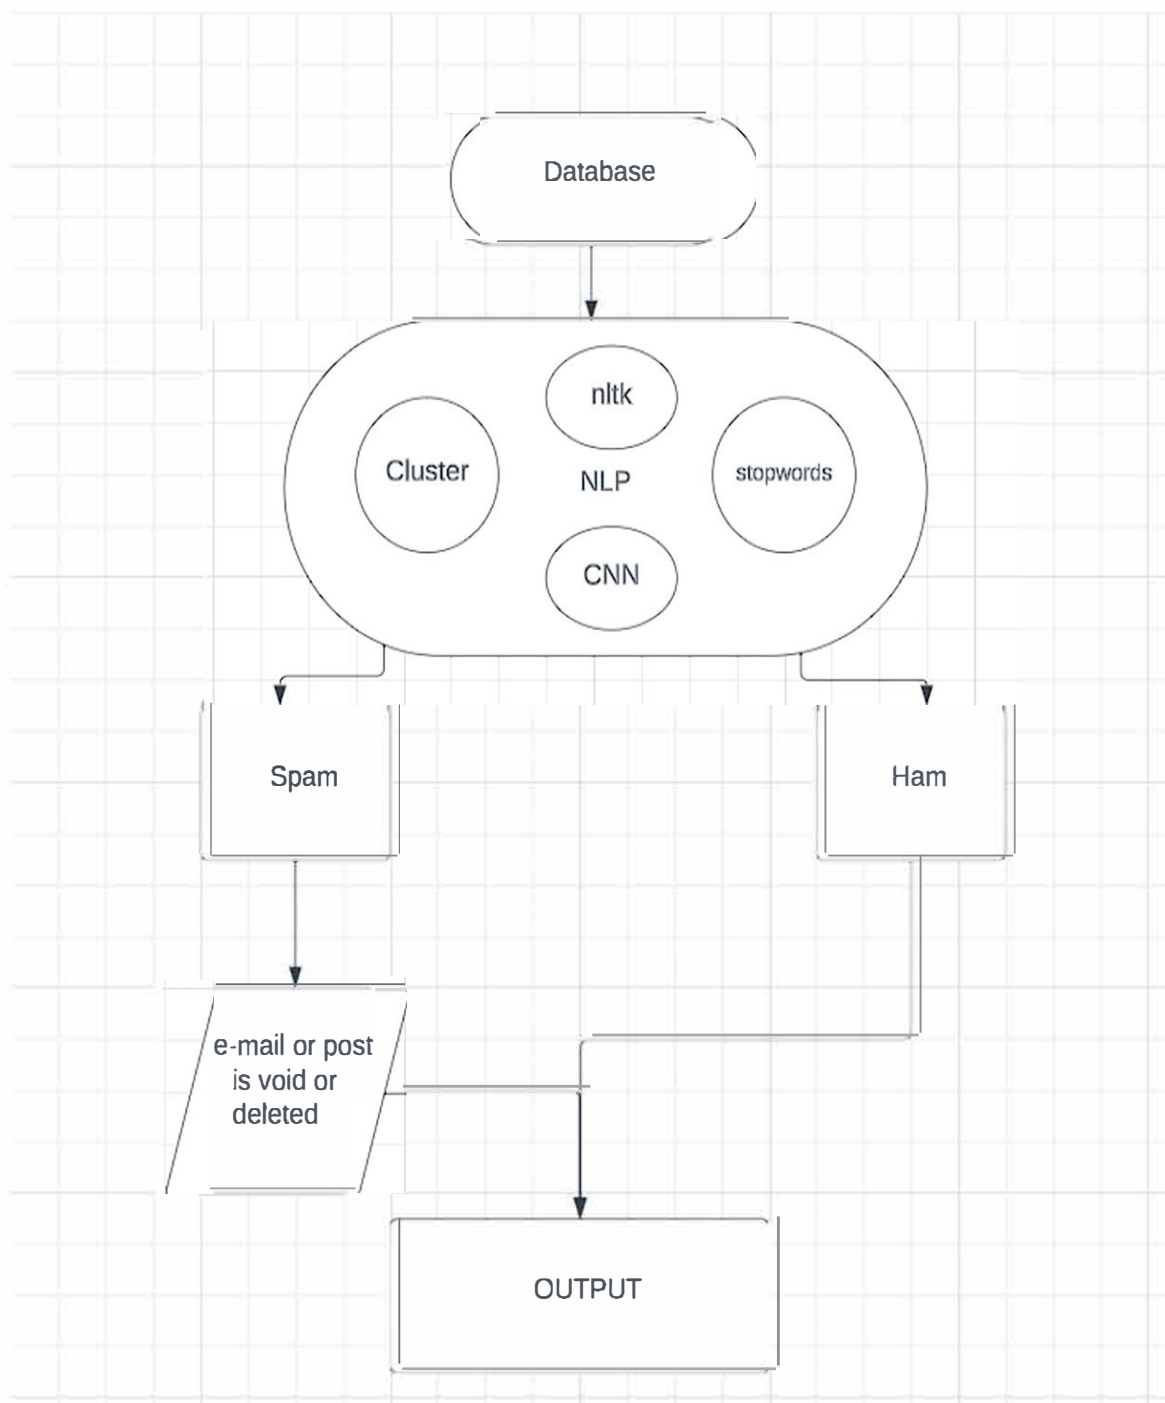 Database
nltk
Cluster
NLP
stopwords
CNN
Spam
Ham
e-mail or post
is void or
deleted
OUTPUT